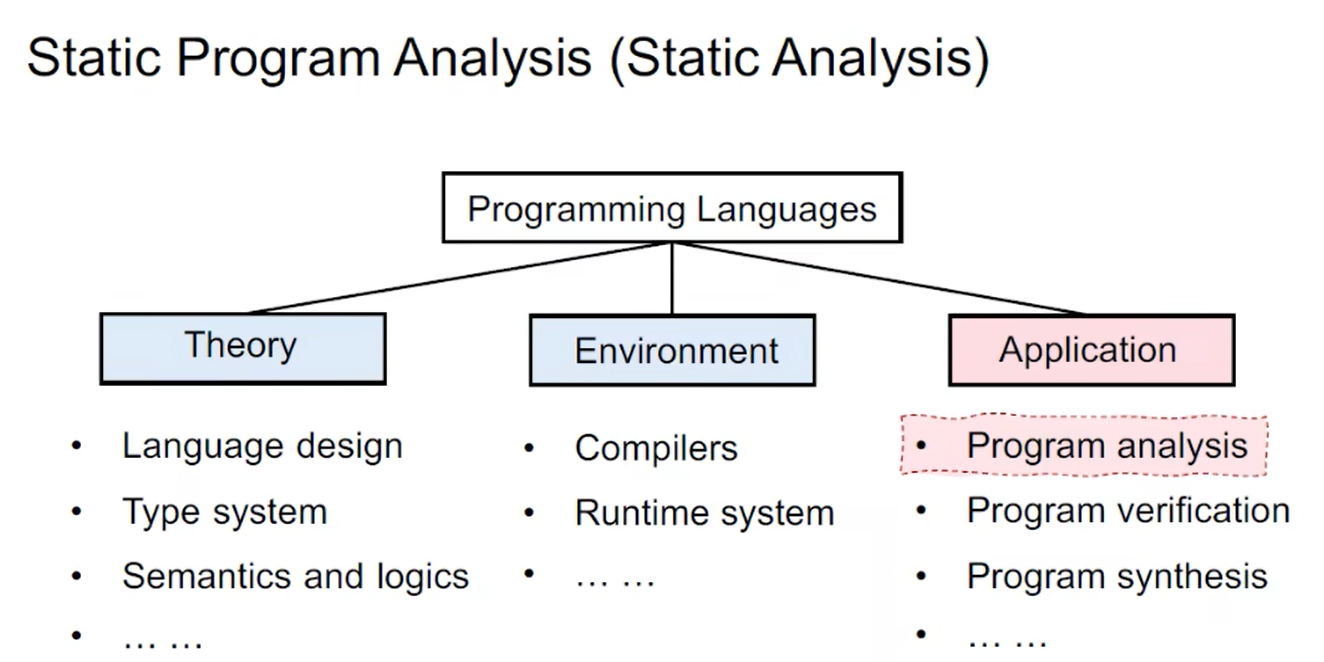 Static Program Analysis (Static Analysis)
Programming Languages
Theory
• Language design
• Type system
• Semantics and logics
• … …
Environment
• Compilers
• Runtime system
• … …
Application
• Program analysis
• Program verification
• Program synthesis
• … …